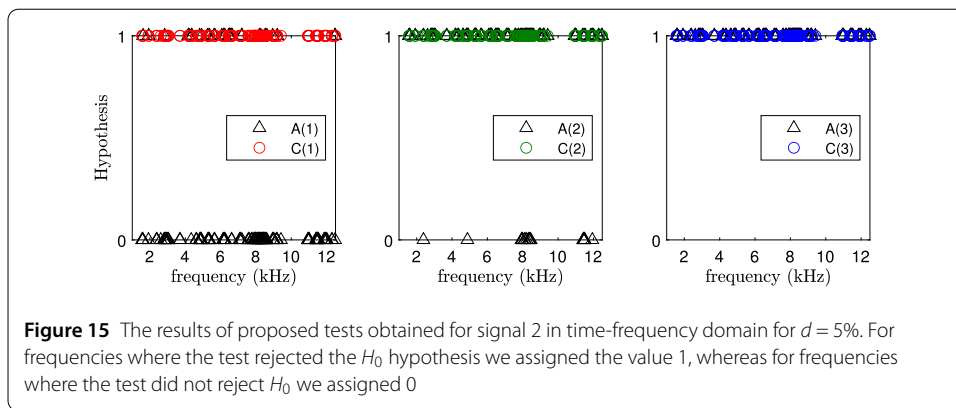 1
0
Hypothesis
2 4 6 8 10 12
frequency (kHz)
A(1)
C(1)
1
0
2 4 6 8 10 12
frequency (kHz)
A(2)
C(2)
1
0
2 4 6 8 10 12
frequency (kHz)
A(3)
C(3)
Figure 15 The results of proposed tests obtained for signal 2 in time-frequency domain for d = 5%. For
frequencies where the test rejected the H₀ hypothesis we assigned the value 1, whereas for frequencies
where the test did not reject H₀ we assigned 0